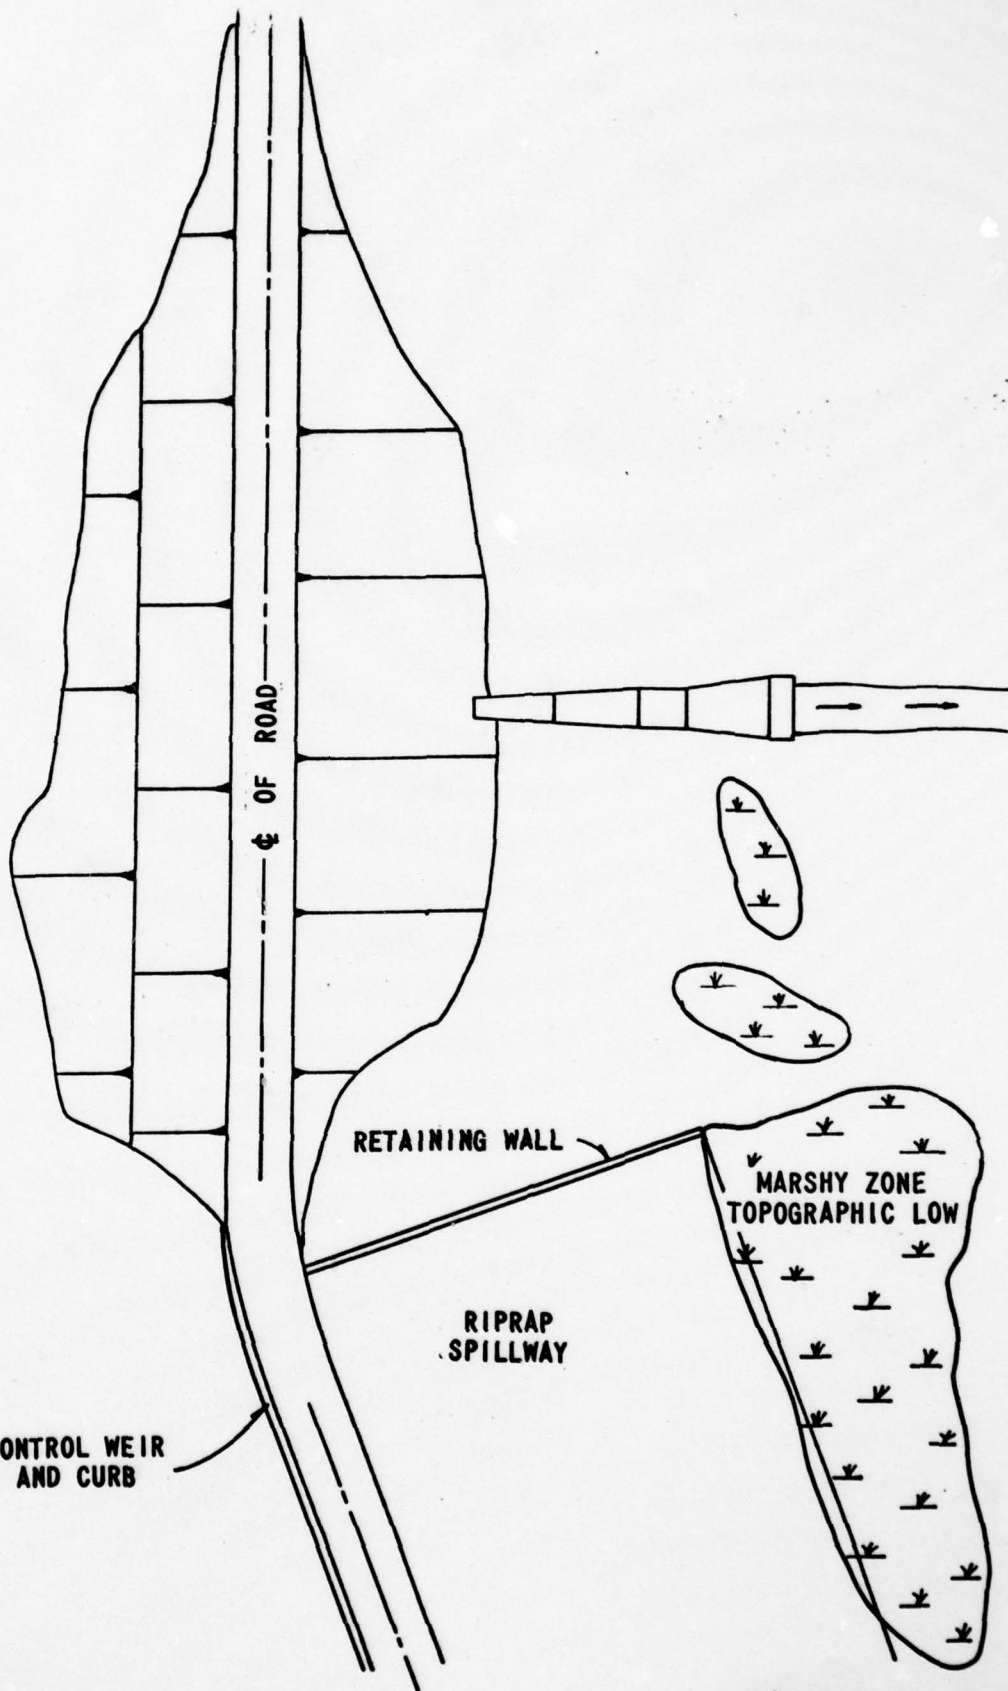 ℄ OF ROAD
RETAINING WALL
MARSHY ZONE
TOPOGRAPHIC LOW
RIPRAP
SPILLWAY
ONTROL WEIR
AND CURB